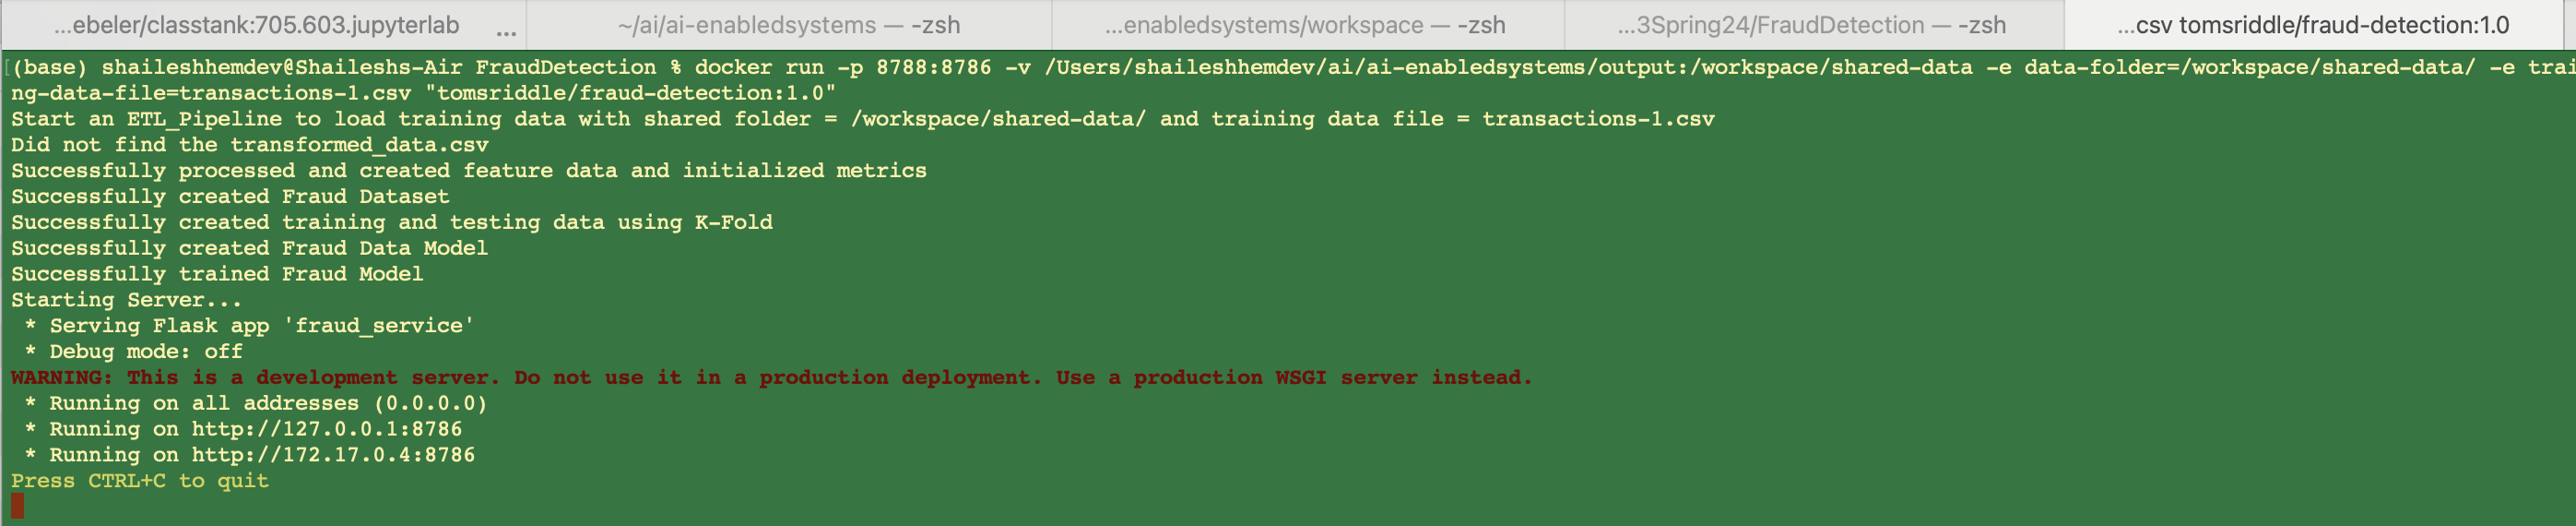 ...ebeler/classtank:705.603.jupyterlab ...
~/ai/ai-enabledsystems — -zsh
...enabledsystems/workspace — -zsh
...3Spring24/FraudDetection — -zsh
...csv tomsriddle/fraud-detection:1.0
[(base) shaileshhemdev@Shaileshs-Air FraudDetection % docker run -p 8788:8786 -v /Users/shaileshhemdev/ai/ai-enabledsystems/output:/workspace/shared-data -e data-folder=/workspace/shared-data/ -e trai
ng-data-file=transactions-1.csv "tomsriddle/fraud-detection:1.0"
Start an ETL_Pipeline to load training data with shared folder = /workspace/shared-data/ and training data file = transactions-1.csv
Did not find the transformed_data.csv
Successfully processed and created feature data and initialized metrics
Successfully created Fraud Dataset
Successfully created training and testing data using K-Fold
Successfully created Fraud Data Model
Successfully trained Fraud Model
Starting Server...
* Serving Flask app 'fraud_service'
* Debug mode: off
WARNING: This is a development server. Do not use it in a production deployment. Use a production WSGI server instead.
* Running on all addresses (0.0.0.0)
* Running on http://127.0.0.1:8786
* Running on http://172.17.0.4:8786
Press CTRL+C to quit